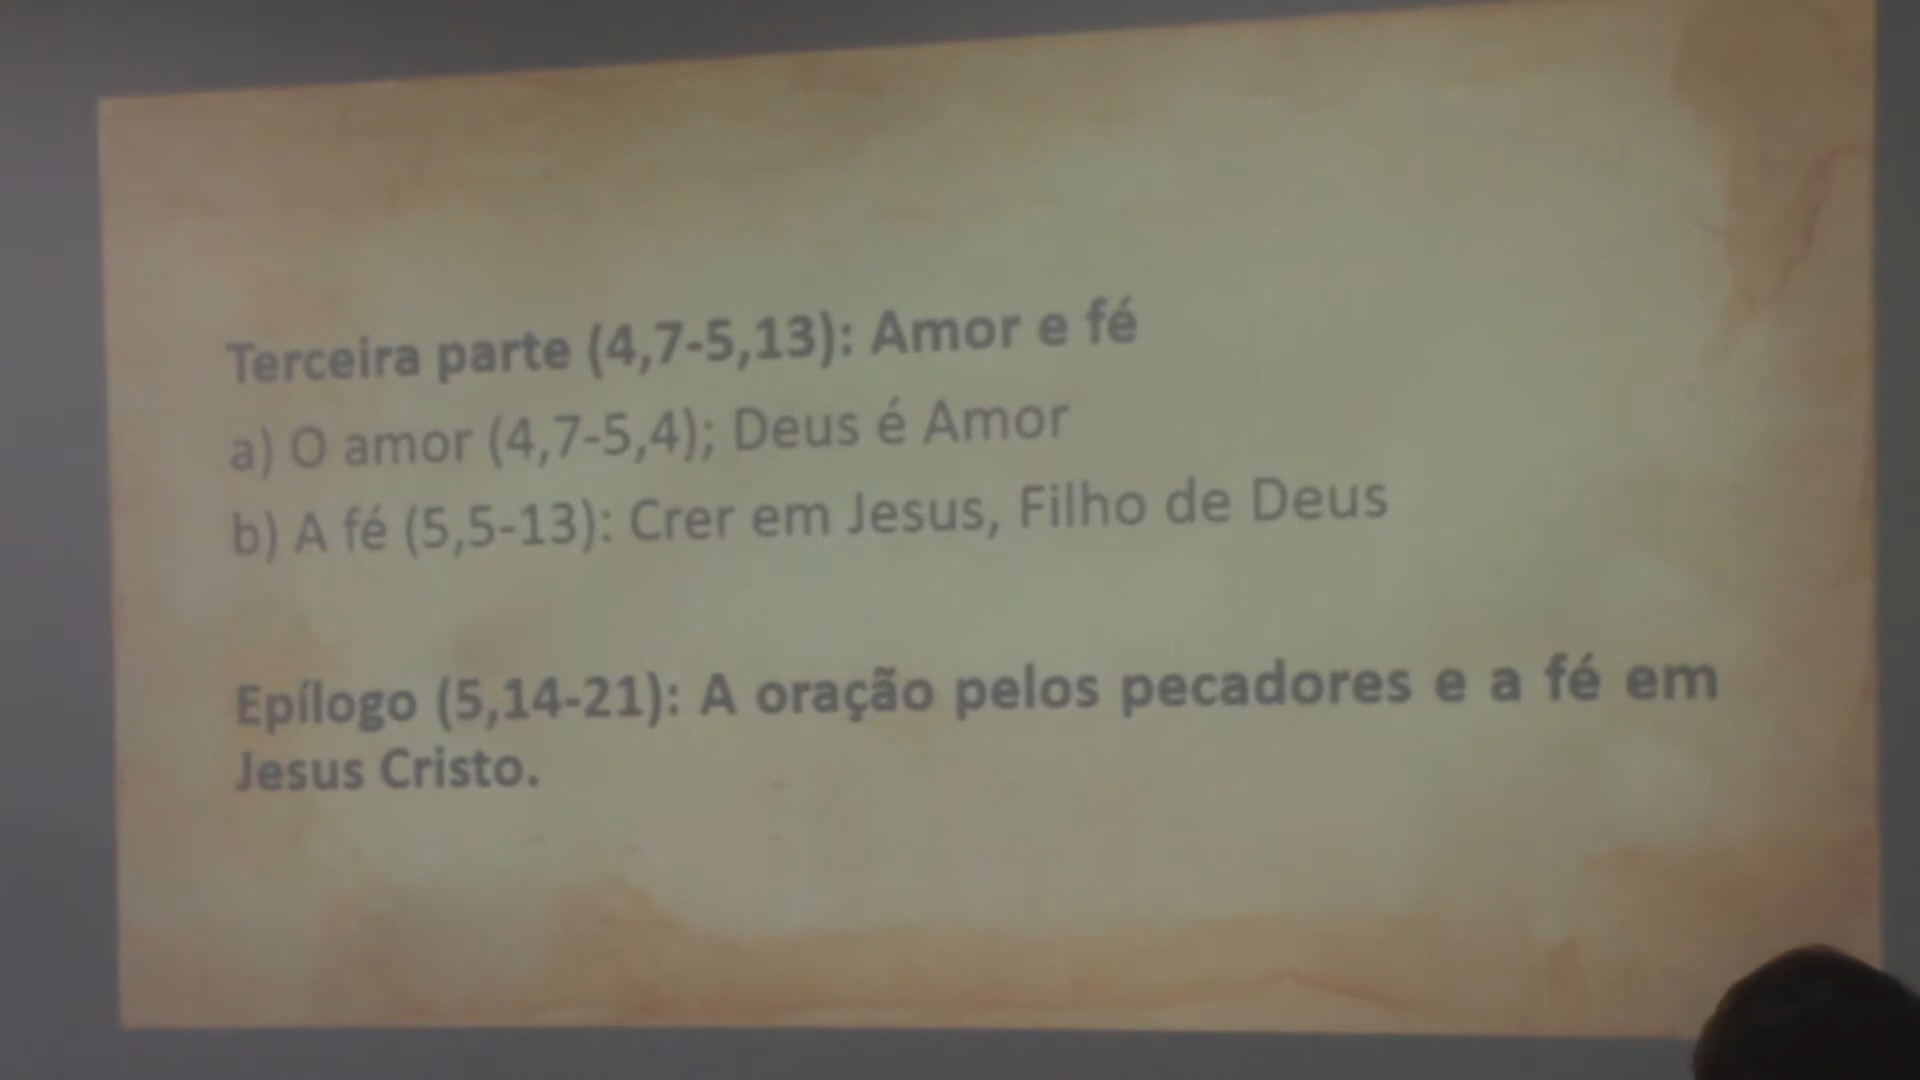 Terceira parte (4,7-5,13): Amor e fé
a) O amor (4,7-5,4); Deus é Amor
b) A fé (5,5-13): Crer em Jesus, Filho de Deus
Epílogo (5,14-21): A oração pelos pecadores e a fé em
Jesus Cristo.